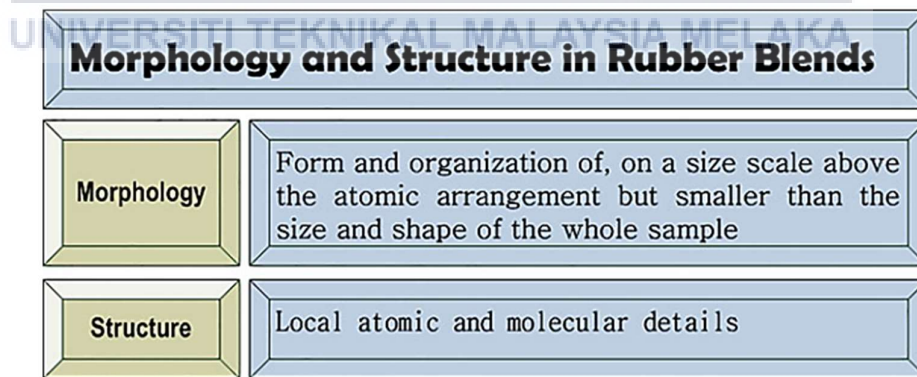 UNIVERSITI TEKNIKAL MALAYSIA MELAKA
Morphology and Structure in Rubber Blends
Morphology
Form and organization of, on a size scale above
the atomic arrangement but smaller than the
size and shape of the whole sample
Structure
Local atomic and molecular details